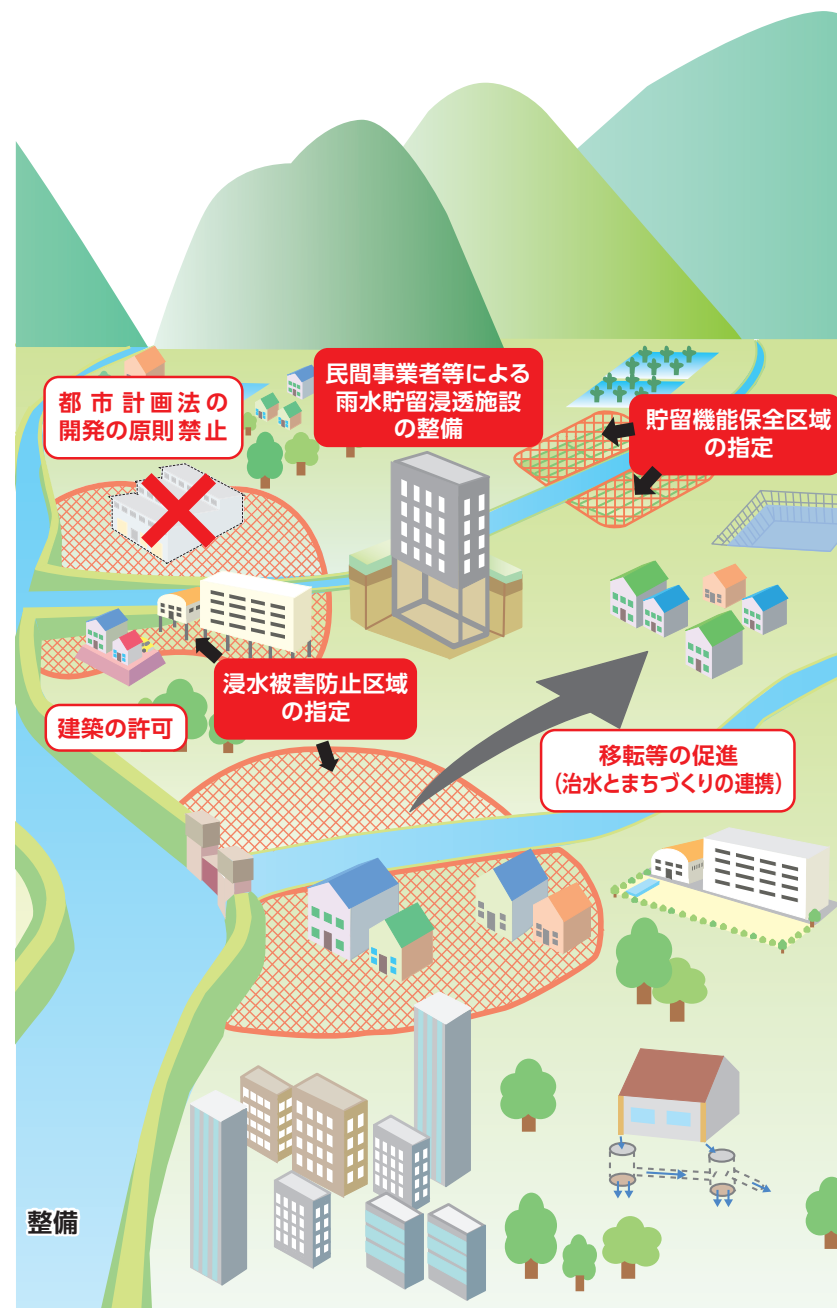 民間事業者等による
雨水貯留浸透施設
の整備
都市計画法の
開発の原則禁止
貯留機能保全区域
の指定
浸水被害防止区域
の指定
建築の許可
移転等の促進
(治水とまちづくりの連携)
整備